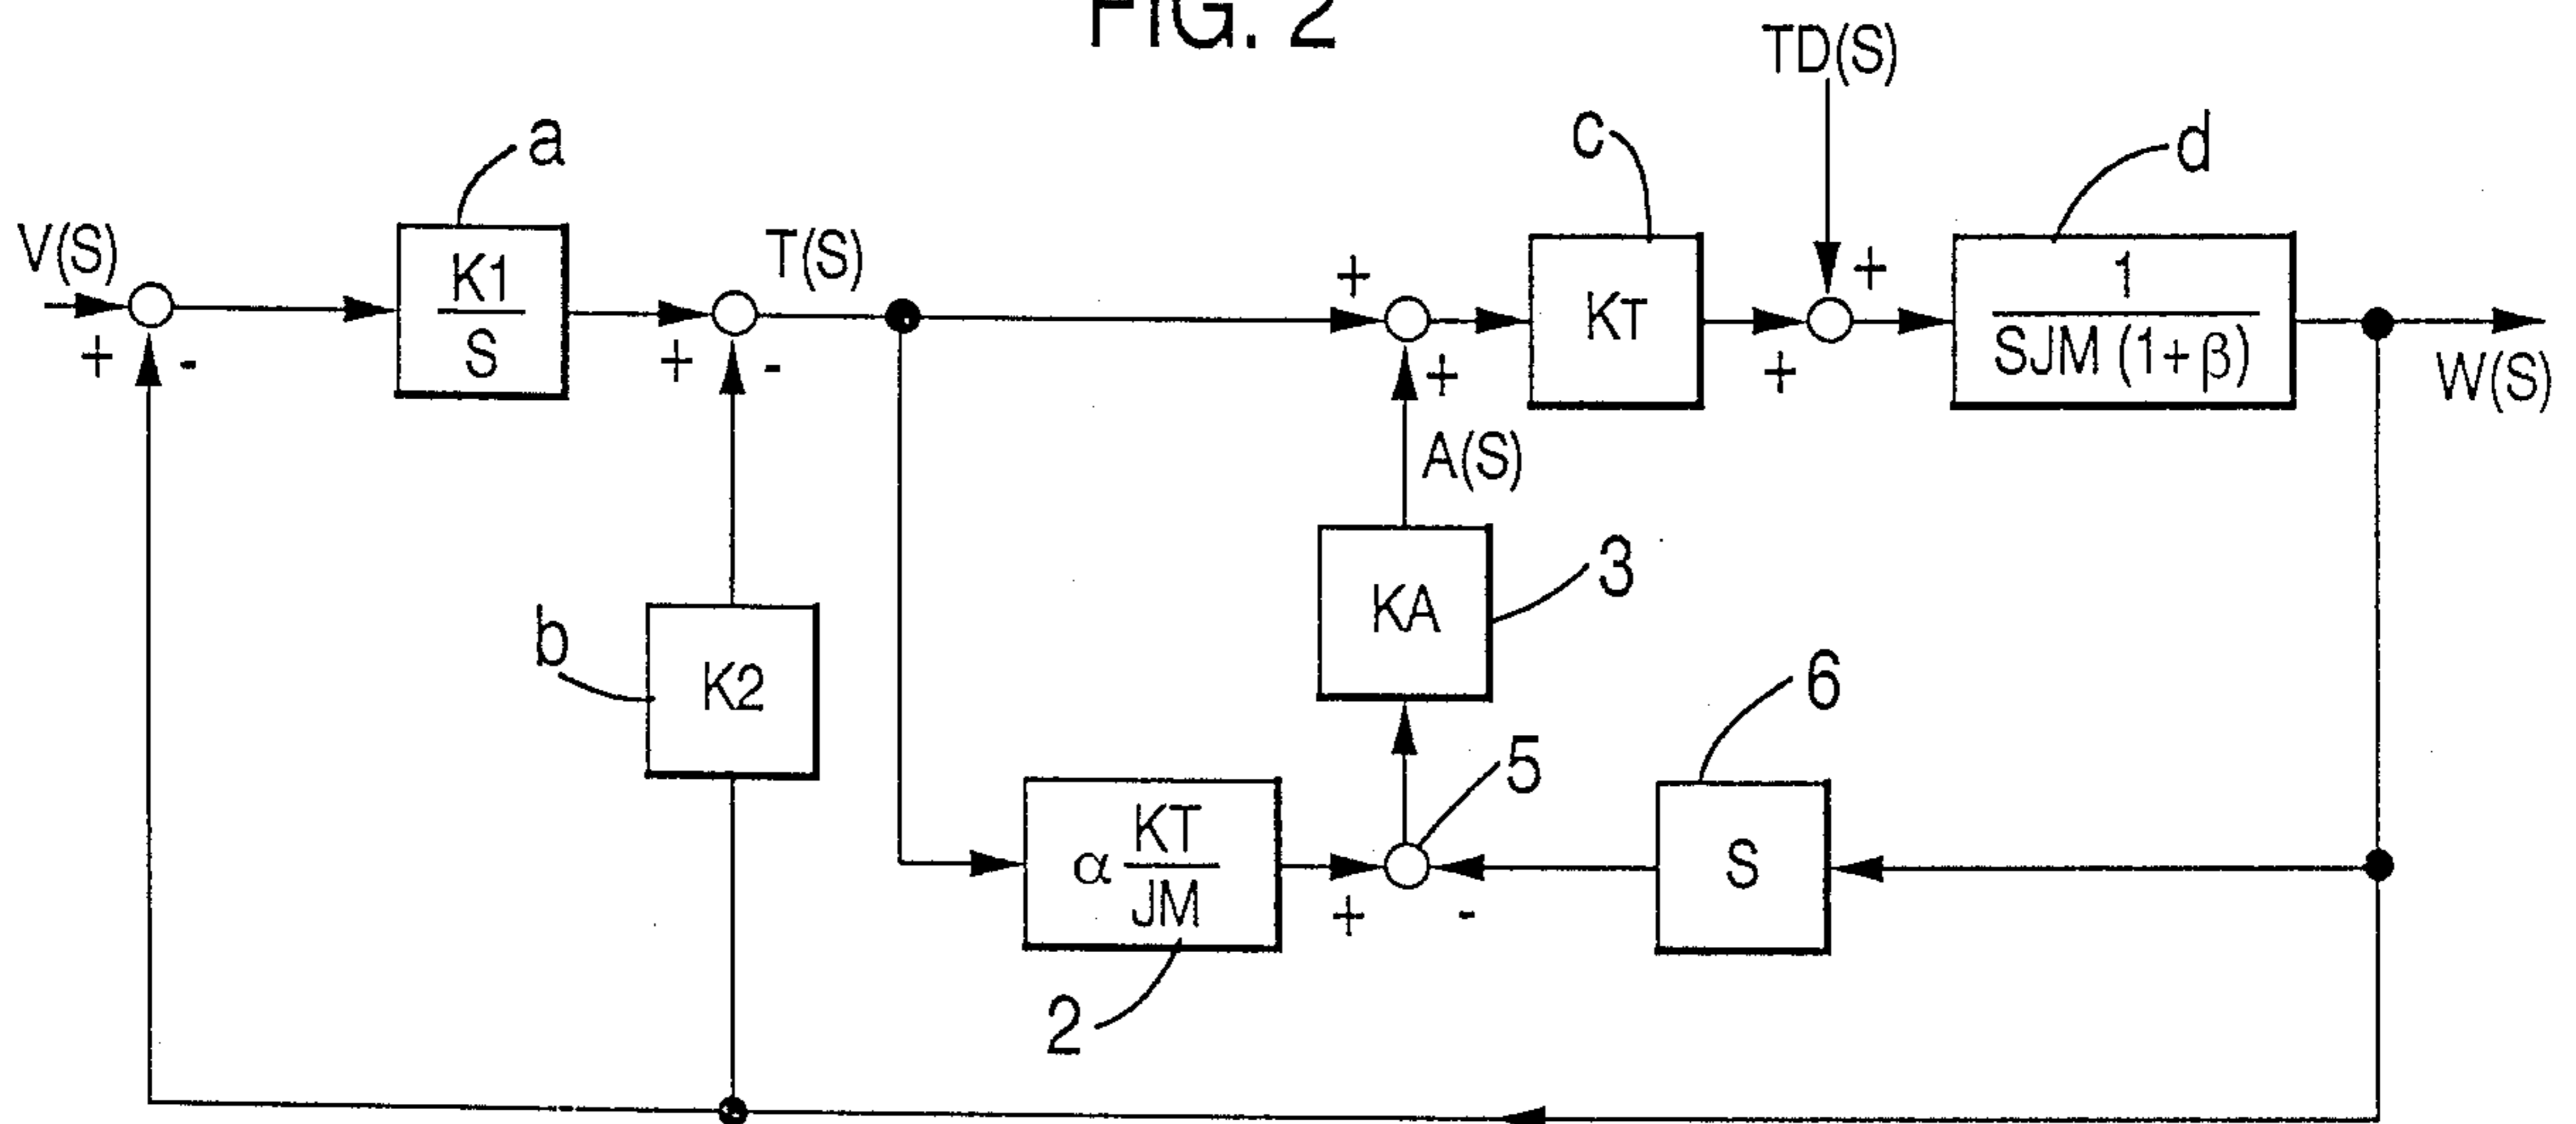 FIG. 2
TD(S)
a
c
d
V(S)
K1
S
T(S)
+
KT
+
1
SJM (1+ β)
W(S)
+
-
+
-
+
+
A(S)
b
K2
KA
3
6
5
α KT
JM
S
+
-
2